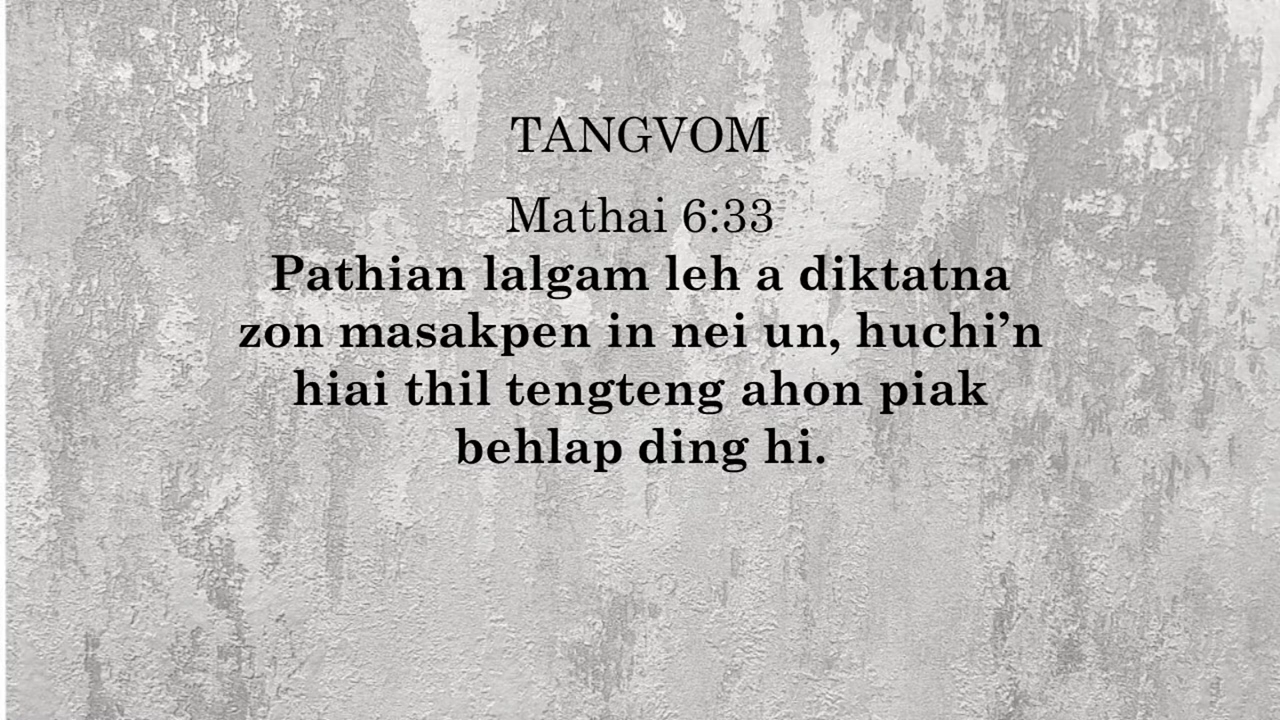 TANGVOM
Mathai 6:33
Pathian lalgam leh a diktatna
zon masakpen in nei un, huchi’n
hiai thil tengteng ahon piak
behlap ding hi.